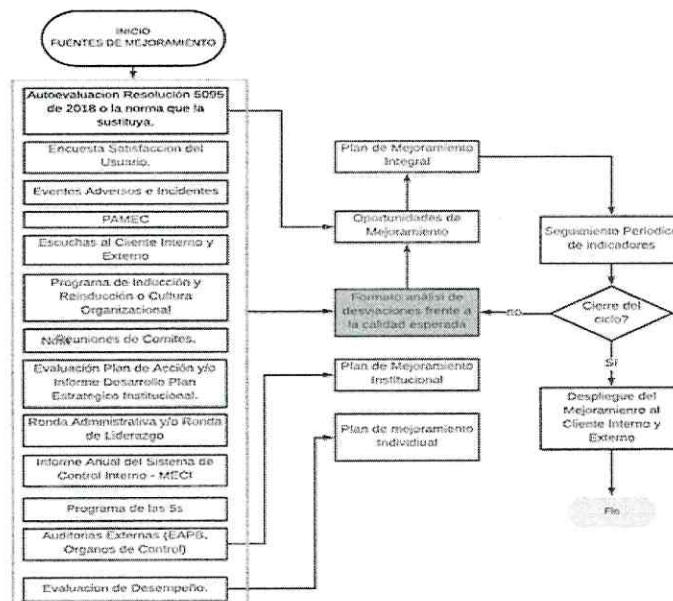 INICIO
FUENTES DE MEJORAMIENTO
Autoevaluacion Resolución 5095
de 2018 o la norma que la
sustituya.
Encuesta Satisfaccion del
Usuario.
Eventos Adversos e Incidentes
PAMEC
Escuchas al Cliente Interno y
Externo
Programa de Inducción y
Reinducción o Cultura
Organizacional
Reuniones de Comites.
Evaluación Plan de Acción y/o
Informe Desarrollo Plan
Estrategico Institucional.
Ronda Administrativa y/o Ronda
de Liderazgo
Informe Anual del Sistema de
Control Interno - MECI
Programa de las 5s
Auditorias Externas (EAPB,
Organos de Control)
Evaluacion de Desempeño.
Plan de Mejoramiento
Integral
Oportunidades de
Mejoramiento
Formato análisi de
desviaciones frente a
la calidad esperada
Plan de Mejoramiento
Institucional
Plan de mejoramiento
Individiual
Seguimiento Periodico
de indicadores
Cierre del
ciclo?
no
Sí
Despliegue del
Mejoramienro al
Cliente Interno y
Externo
Fin